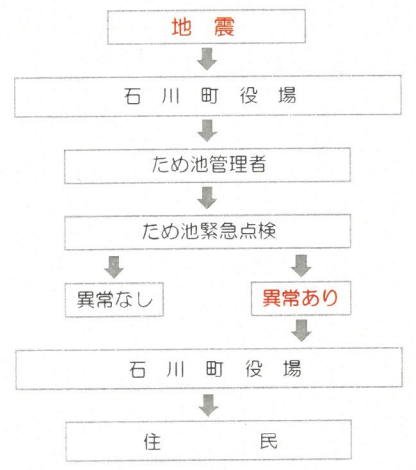 地震
石川町役場
ため池管理者
ため池緊急点検
異常なし
異常あり
石川町役場
住民